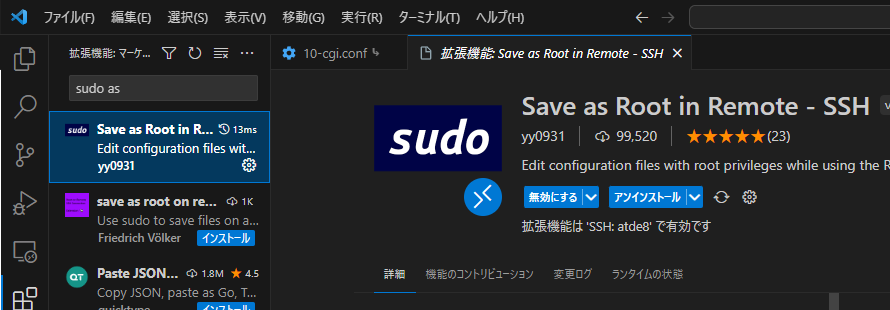 ファイル(F) 編集(E) 選択(S) 表示(V) 移動(G) 実行(R) ターミナル(T) ヘルプ(H)
拡張機能: マーケ...
10-cgi.conf
拡張機能: Save as Root in Remote - SSH
sudo as
sudo
Save as Root in R...
13ms
Edit configuration files wit...
yy0931
save as root on re...
1K
Use sudo to save files on a...
Friedrich Völker
インストール
QT
Paste JSON...
1.8M
4.5
Copy JSON, paste as Go, T...
quicktype
インストール
sudo
Save as Root in Remote - SSH
yy0931
99,520
(23)
Edit configuration files with root privileges while using the R
無効にする
アンインストール
拡張機能は 'SSH: atde8' で有効です
詳細 機能のコントリビューション 変更ログ ランタイムの状態